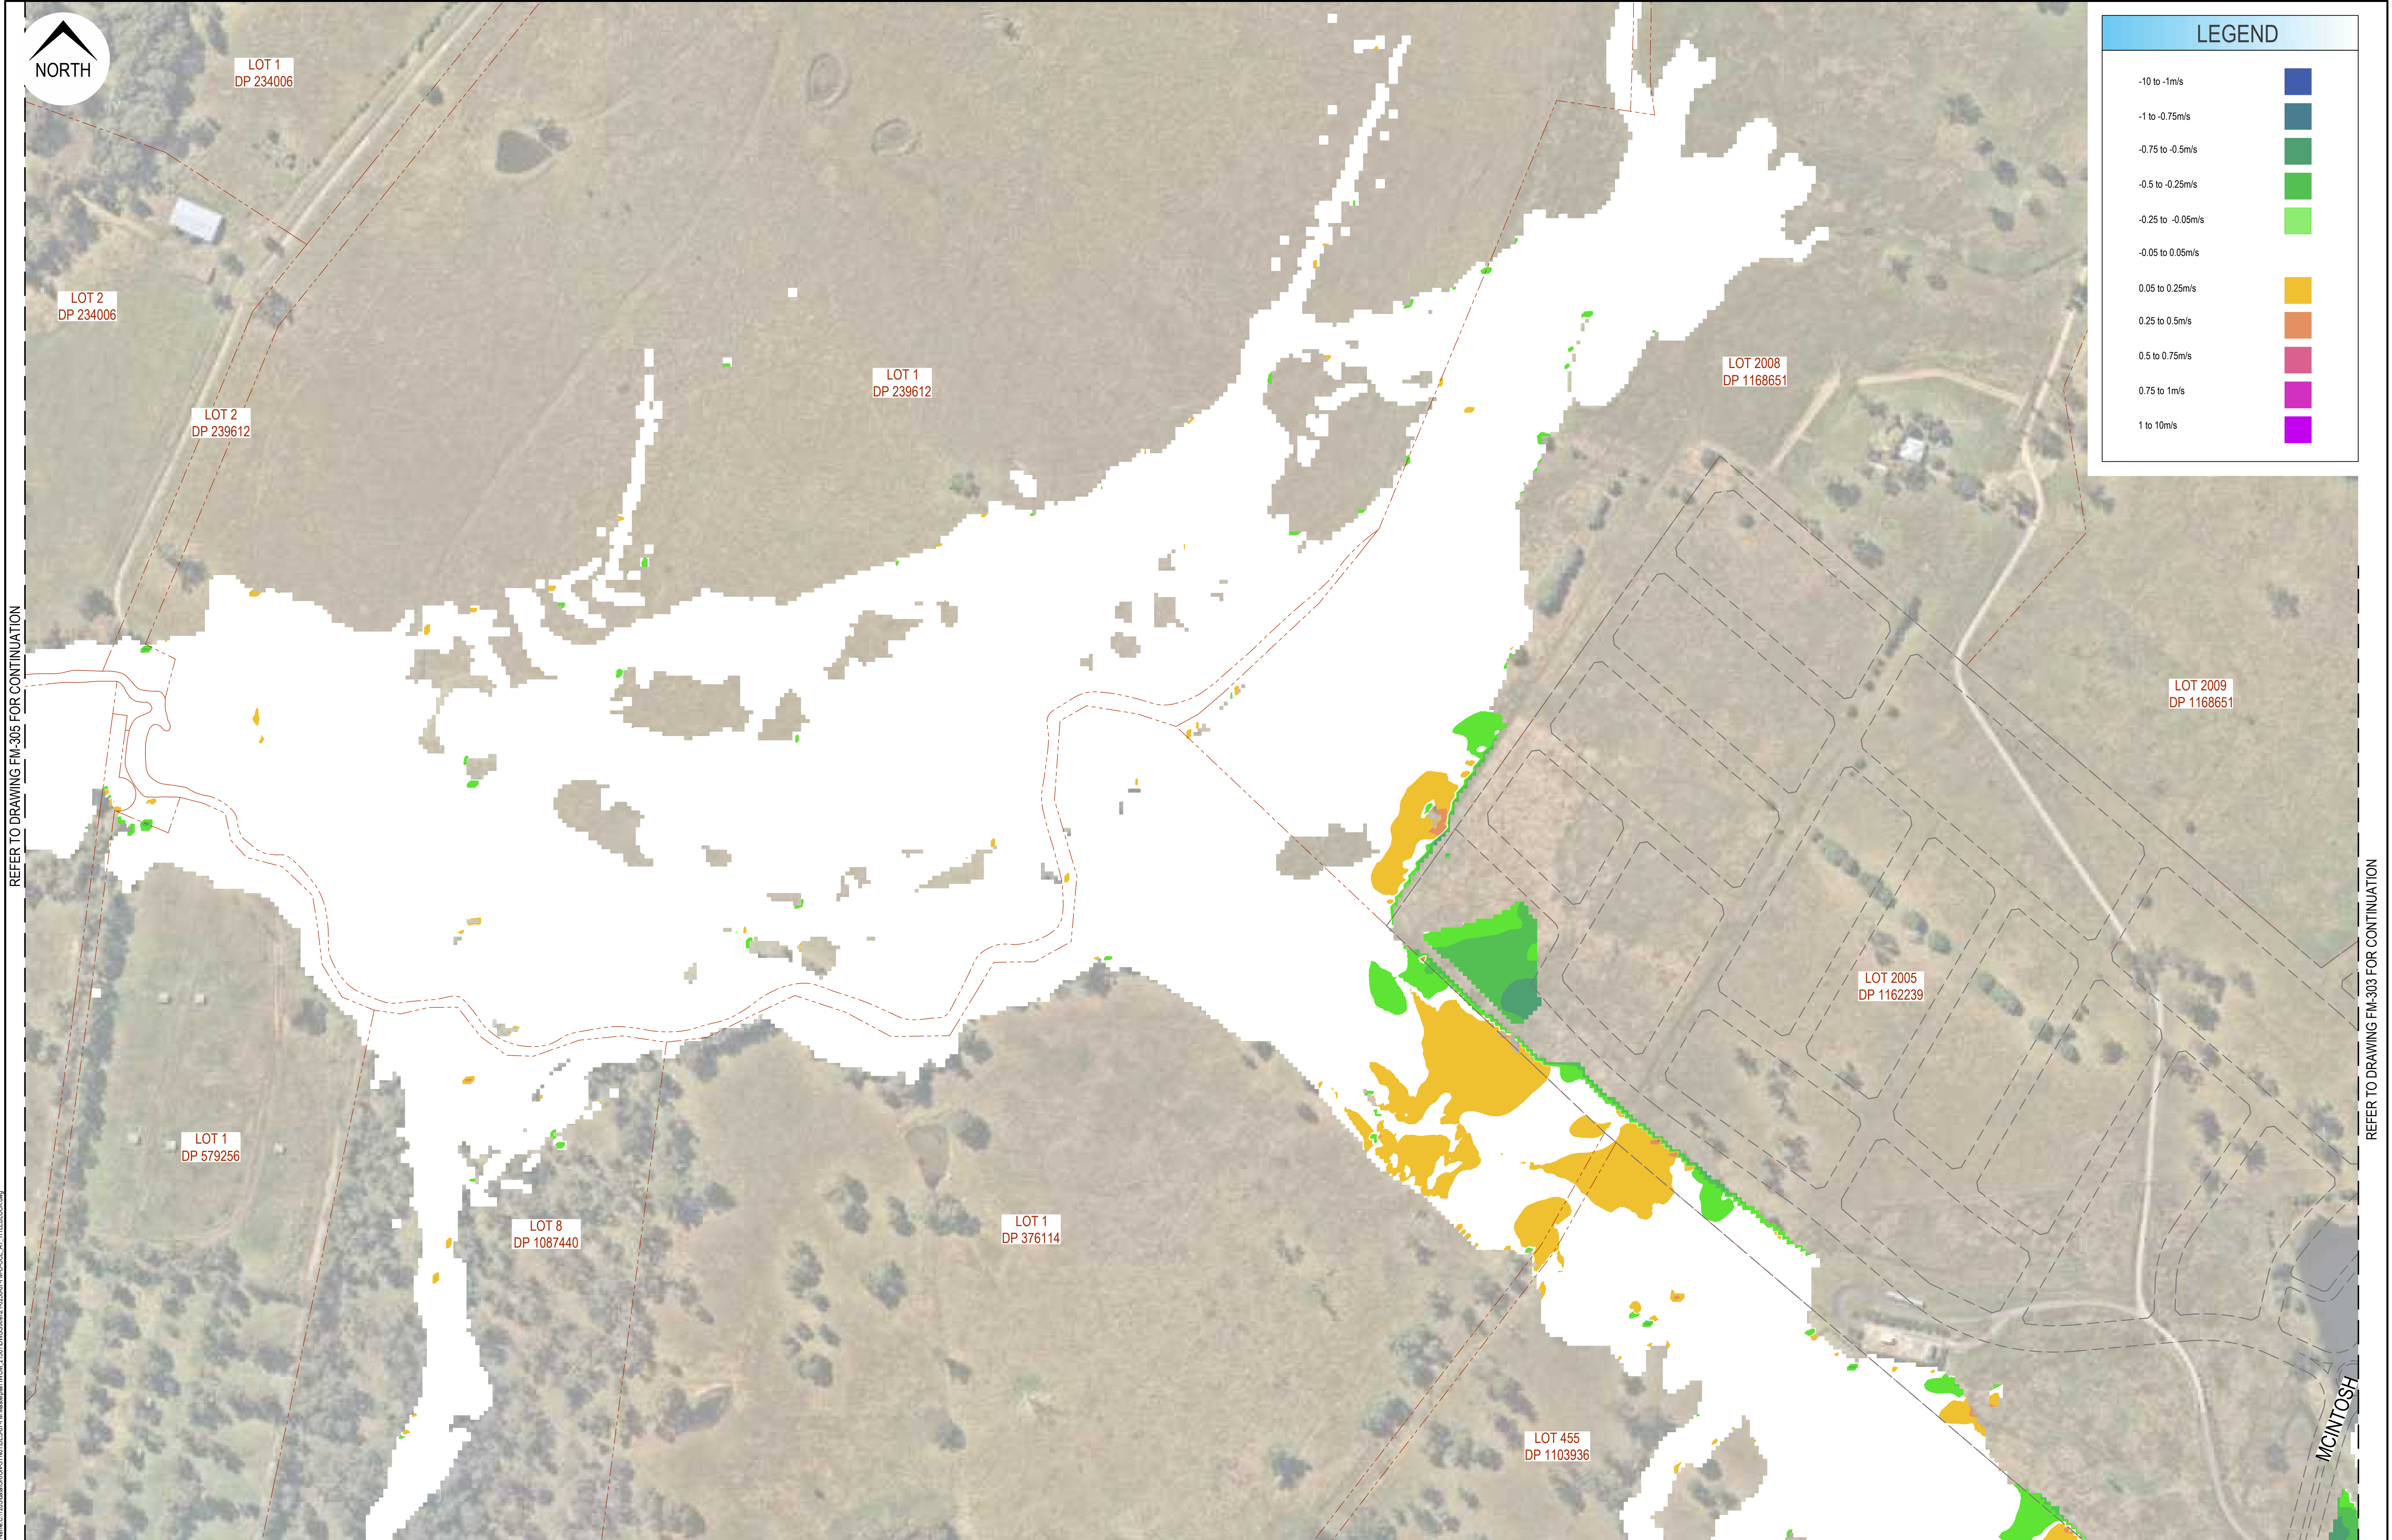 NORTH
LOT 1
DP 234006
LOT 2
DP 234006
LOT 2
DP 239612
LOT 1
DP 239612
LOT 2008
DP 1168651
LEGEND
-10 to -1m/s
-1 to -0.75m/s
-0.75 to -0.5m/s
-0.5 to -0.25m/s
-0.25 to -0.05m/s
-0.05 to 0.05m/s
0.05 to 0.25m/s
0.25 to 0.5m/s
0.5 to 0.75m/s
0.75 to 1m/s
1 to 10m/s
LOT 2009
DP 1168651
REFER TO DRAWING FM-305 FOR CONTINUATION
LOT 2005
DP 1162239
REFER TO DRAWING FM-303 FOR CONTINUATION
LOT 1
DP 579256
LOT 8
DP 1087440
LOT 1
DP 376114
LOT 455
DP 1103936
MCINTOSH